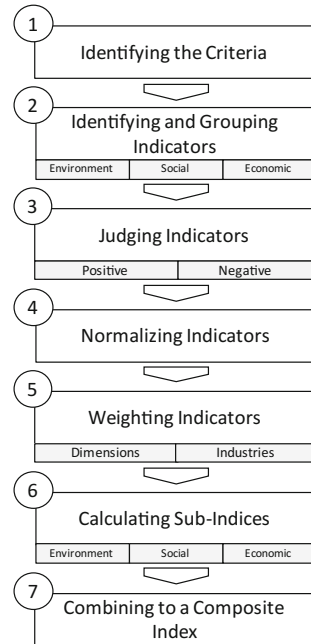 1
Identifying the Criteria
2
Identifying and Grouping
Indicators
Environment Social Economic
3
Judging Indicators
Positive Negative
4
Normalizing Indicators
5
Weighting Indicators
Dimensions Industries
6
Calculating Sub-Indices
Environment Social Economic
7
Combining to a Composite
Index